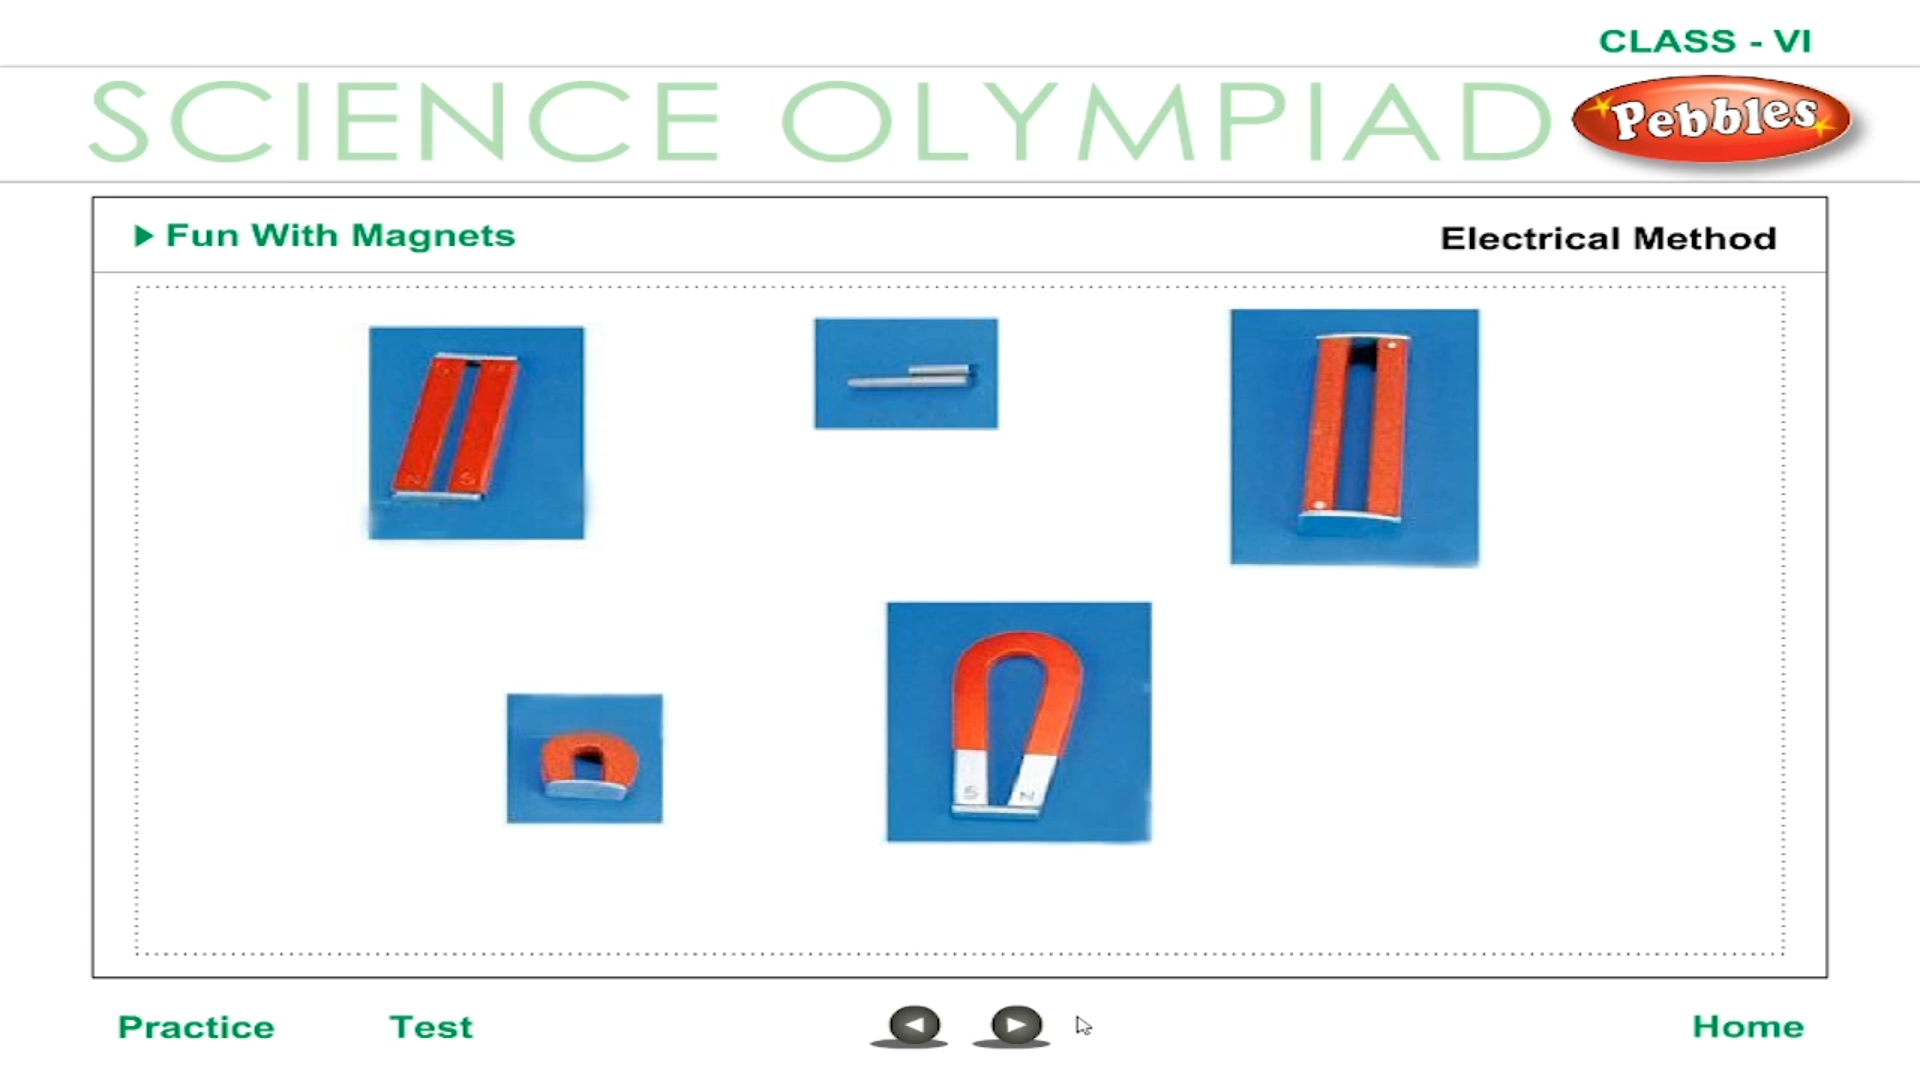 CLASS - VI
SCIENCE OLYMPIAD
Pebbles
Fun With Magnets
Electrical Method
N S
S N
Practice Test Home